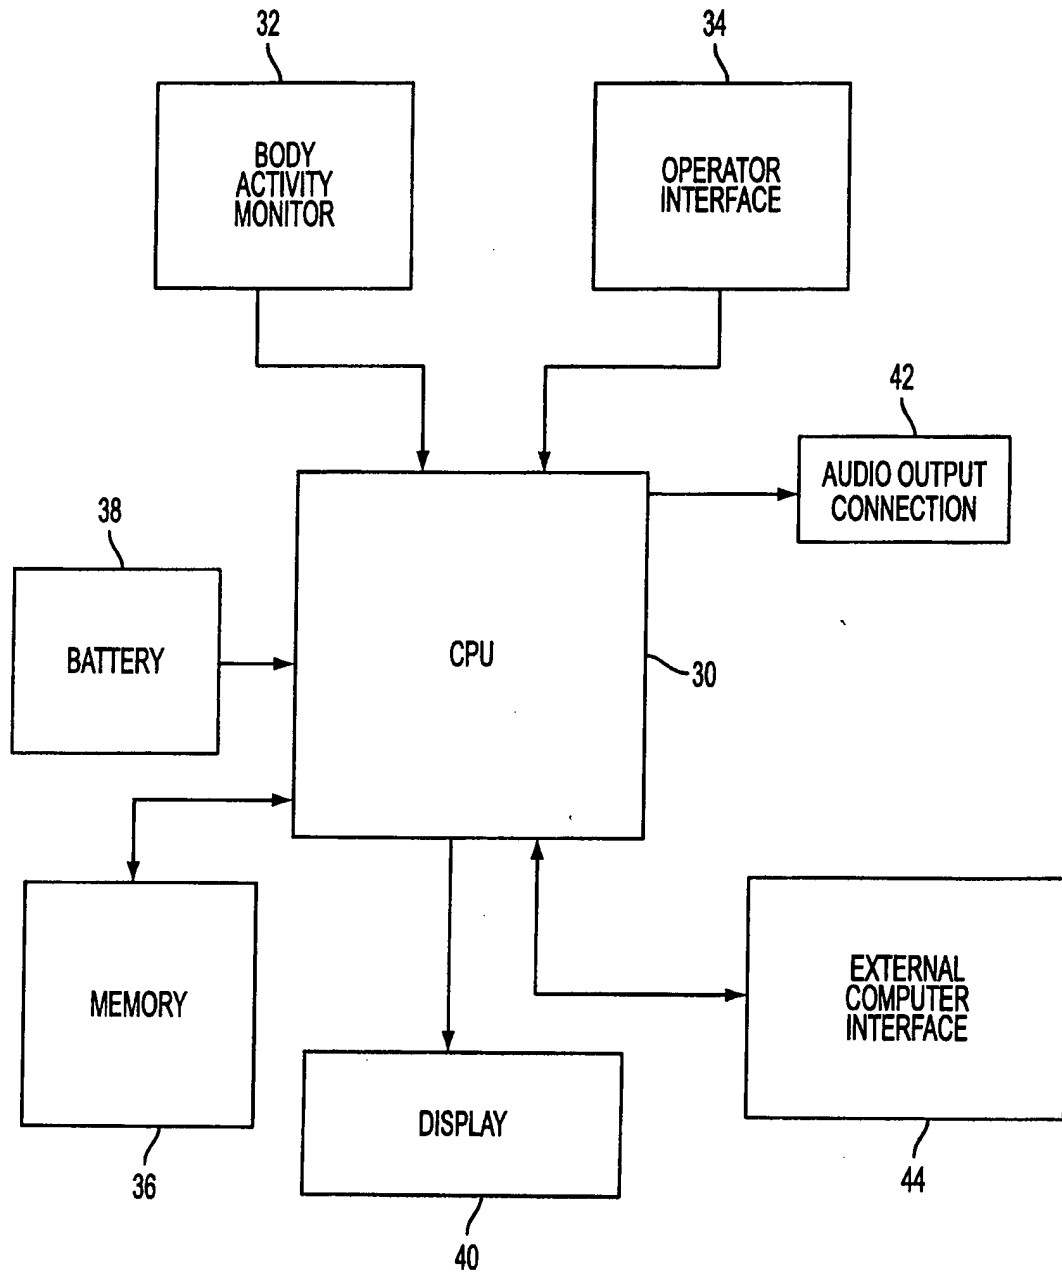 32
34
BODY
ACTIVITY
MONITOR
OPERATOR
INTERFACE
42
AUDIO OUTPUT
CONNECTION
38
BATTERY
CPU
30
MEMORY
EXTERNAL
COMPUTER
INTERFACE
DISPLAY
36
44
40